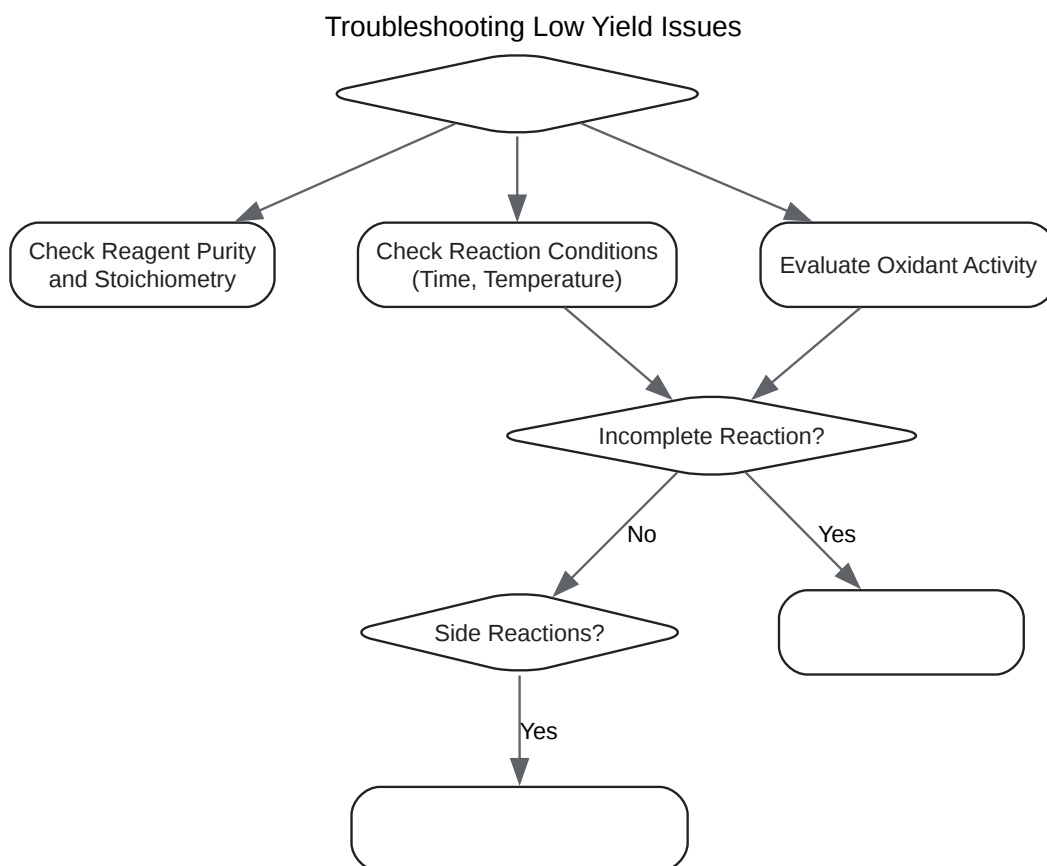 Troubleshooting Low Yield Issues
Check Reagent Purity
and Stoichiometry
Check Reaction Conditions
(Time, Temperature)
Evaluate Oxidant Activity
Incomplete Reaction?
No
Yes
Side Reactions?
Yes